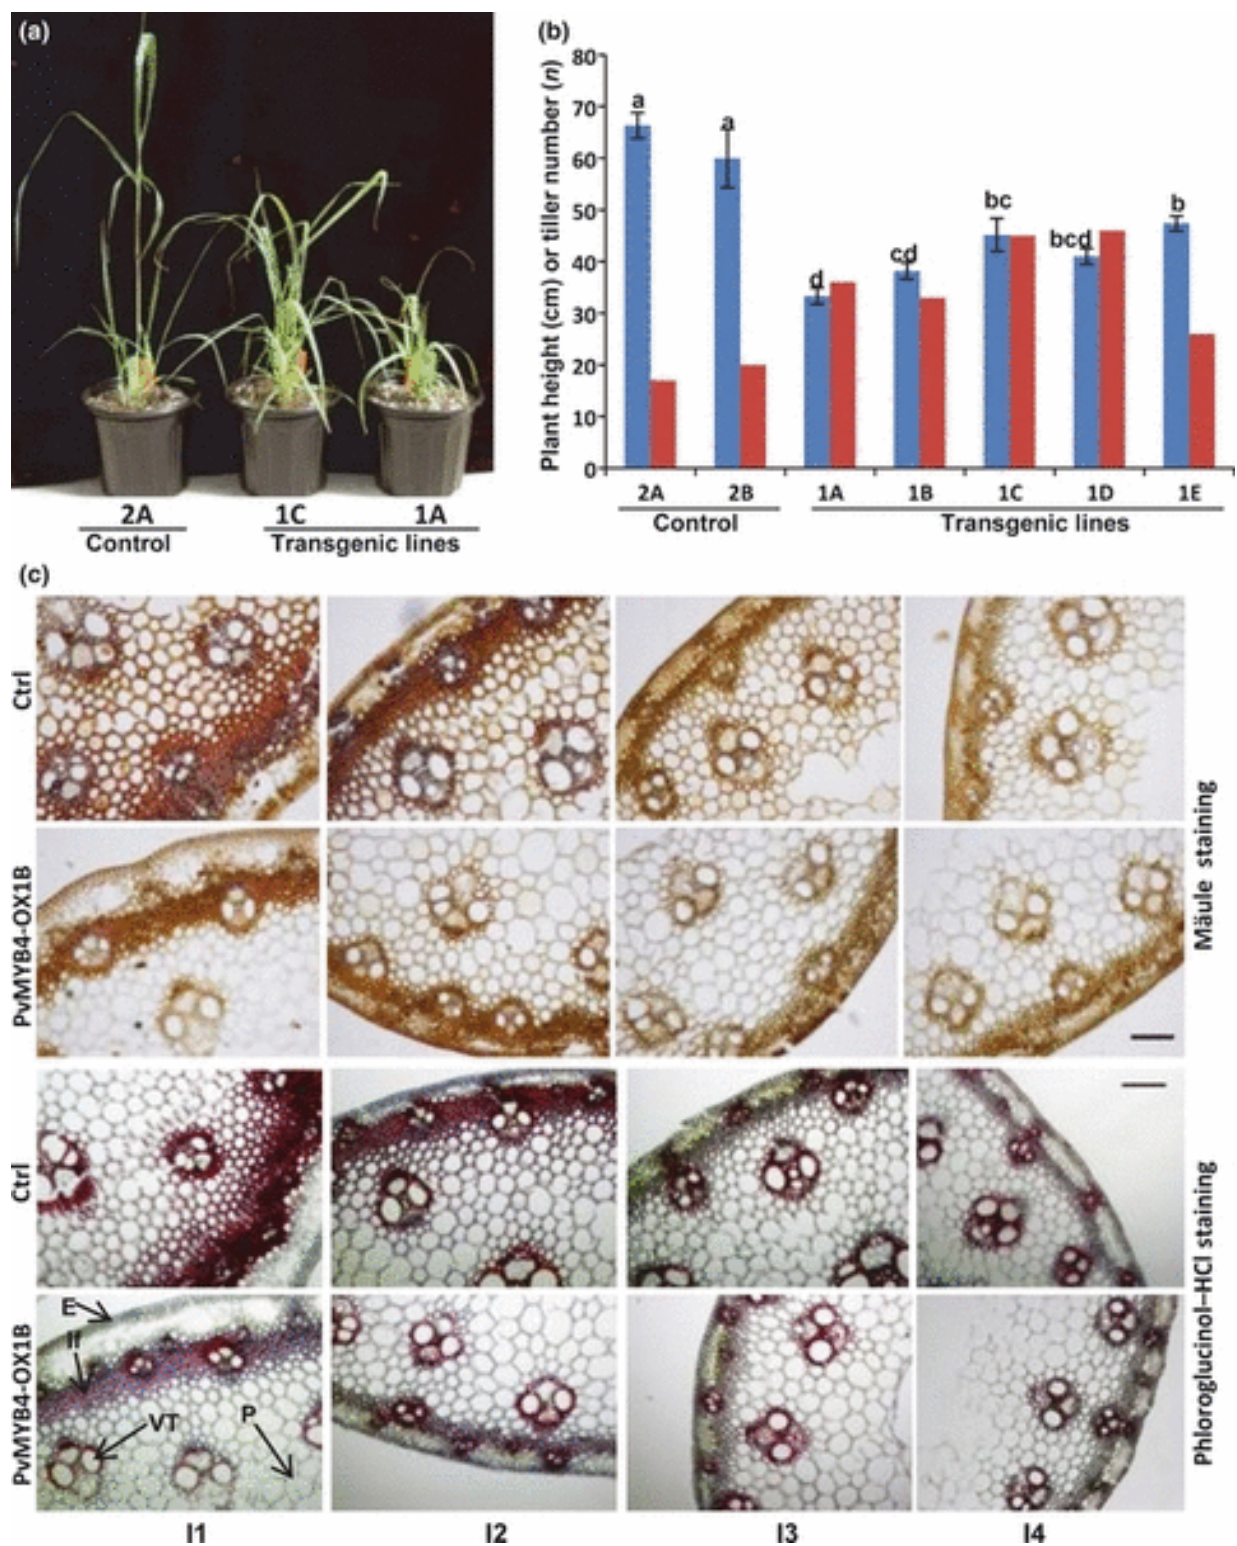 (a)
2A
1C
1A
Control
Transgenic lines
(b)
Plant height (cm) or tiller number (n)
80
70
60
50
40
30
20
10
0
a
a
d
cd
bc
bcd
b
2A
2B
1A
1B
1C
1D
1E
Control
Transgenic lines
(c)
Ctrl
PvMYB4-OX1B
Mäule staining
Ctrl
PvMYB4-OX1B
Phloroglucinol–HCl staining
E
If
VT
P
I1
I2
I3
I4